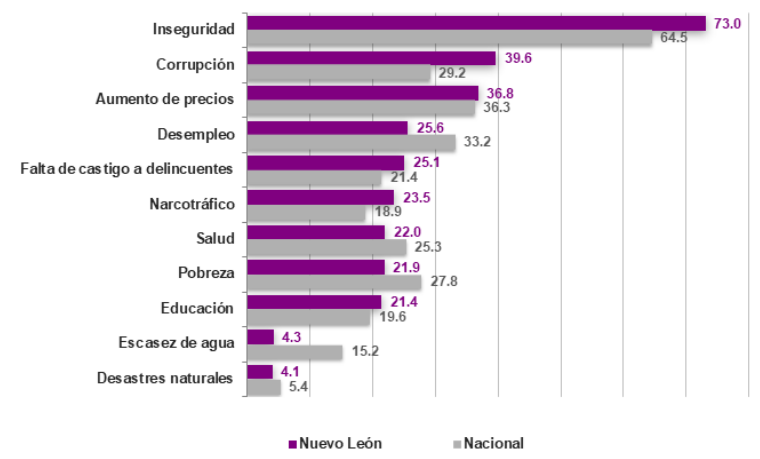 Inseguridad 73.0
64.5
Corrupción 39.6
29.2
Aumento de precios 36.8
36.3
Desempleo 25.6
33.2
Falta de castigo a delincuentes 25.1
21.4
Narcotráfico 23.5
18.9
Salud 22.0
25.3
Pobreza 21.9
27.8
Educación 21.4
19.6
Escasez de agua 4.3
15.2
Desastres naturales 4.1
5.4
Nuevo León Nacional